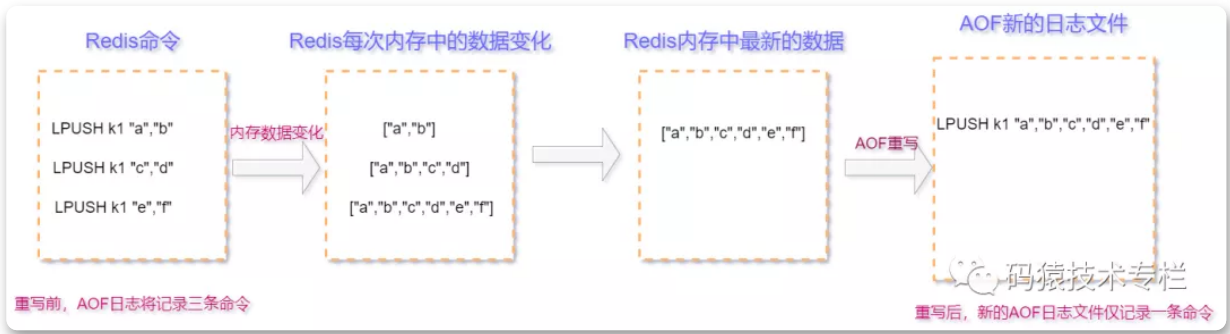 Redis命令
Redis每次内存中的数据变化
Redis内存中最新的数据
AOF新的日志文件
LPUSH k1 "a","b"
LPUSH k1 "c","d"
LPUSH k1 "e","f"
内存数据变化
["a","b"]
["a","b","c","d"]
["a","b","c","d","e","f"]
["a","b","c","d","e","f"]
AOF重写
LPUSH k1 "a","b","c","d","e","f"
码猿技术专栏
重写前，AOF日志将记录三条命令
重写后，新的AOF日志文件仅记录一条命令